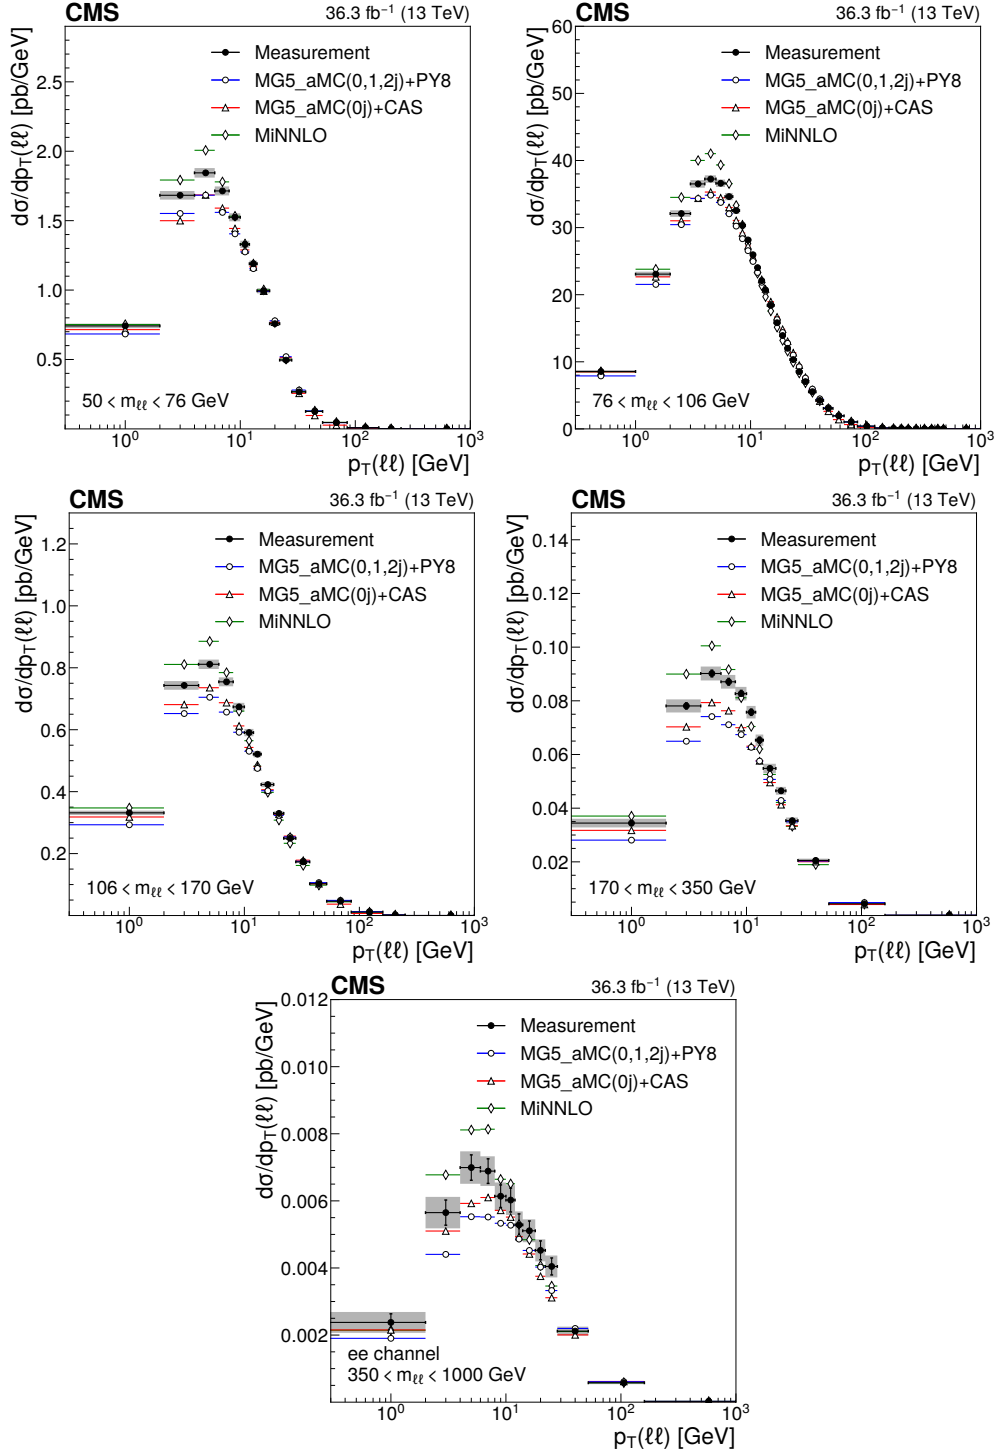 CMS 36.3 fb⁻¹ (13 TeV)
dσ/dp_T(ℓℓ) [pb/GeV]
2.5
2.0
1.5
1.0
0.5
Measurement
MG5_aMC(0,1,2j)+PY8
MG5_aMC(0j)+CAS
MiNNLO
50 < m_ℓℓ < 76 GeV
10⁰ 10¹ 10² 10³
p_T(ℓℓ) [GeV]
CMS 36.3 fb⁻¹ (13 TeV)
dσ/dp_T(ℓℓ) [pb/GeV]
60
50
40
30
20
10
0
Measurement
MG5_aMC(0,1,2j)+PY8
MG5_aMC(0j)+CAS
MiNNLO
76 < m_ℓℓ < 106 GeV
10⁰ 10¹ 10² 10³
p_T(ℓℓ) [GeV]
CMS 36.3 fb⁻¹ (13 TeV)
dσ/dp_T(ℓℓ) [pb/GeV]
1.2
1.0
0.8
0.6
0.4
0.2
Measurement
MG5_aMC(0,1,2j)+PY8
MG5_aMC(0j)+CAS
MiNNLO
106 < m_ℓℓ < 170 GeV
10⁰ 10¹ 10² 10³
p_T(ℓℓ) [GeV]
CMS 36.3 fb⁻¹ (13 TeV)
dσ/dp_T(ℓℓ) [pb/GeV]
0.14
0.12
0.10
0.08
0.06
0.04
0.02
Measurement
MG5_aMC(0,1,2j)+PY8
MG5_aMC(0j)+CAS
MiNNLO
170 < m_ℓℓ < 350 GeV
10⁰ 10¹ 10² 10³
p_T(ℓℓ) [GeV]
CMS 36.3 fb⁻¹ (13 TeV)
dσ/dp_T(ℓℓ) [pb/GeV]
0.012
0.010
0.008
0.006
0.004
0.002
Measurement
MG5_aMC(0,1,2j)+PY8
MG5_aMC(0j)+CAS
MiNNLO
ee channel
350 < m_ℓℓ < 1000 GeV
10⁰ 10¹ 10² 10³
p_T(ℓℓ) [GeV]